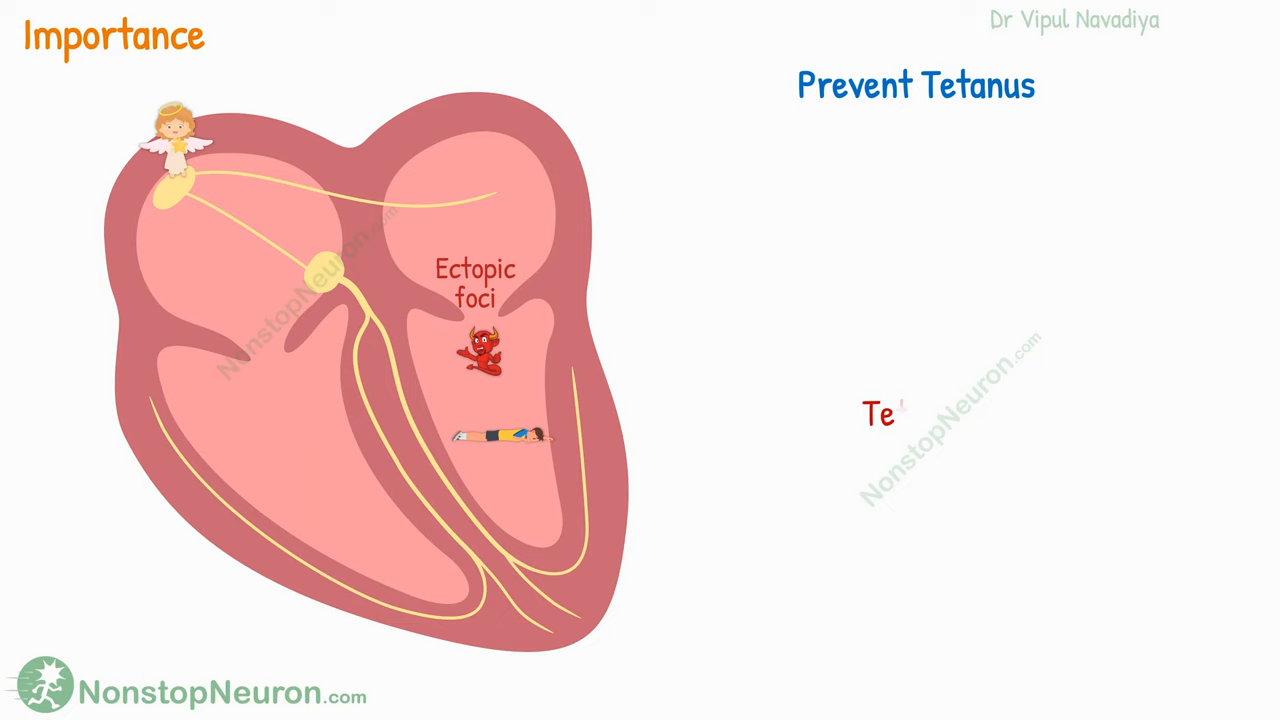 Importance
Dr Vipul Navadiya
Prevent Tetanus
Ectopic
foci
NonstopNeuron.com
Te
NonstopNeuron.com
NonstopNeuron.com